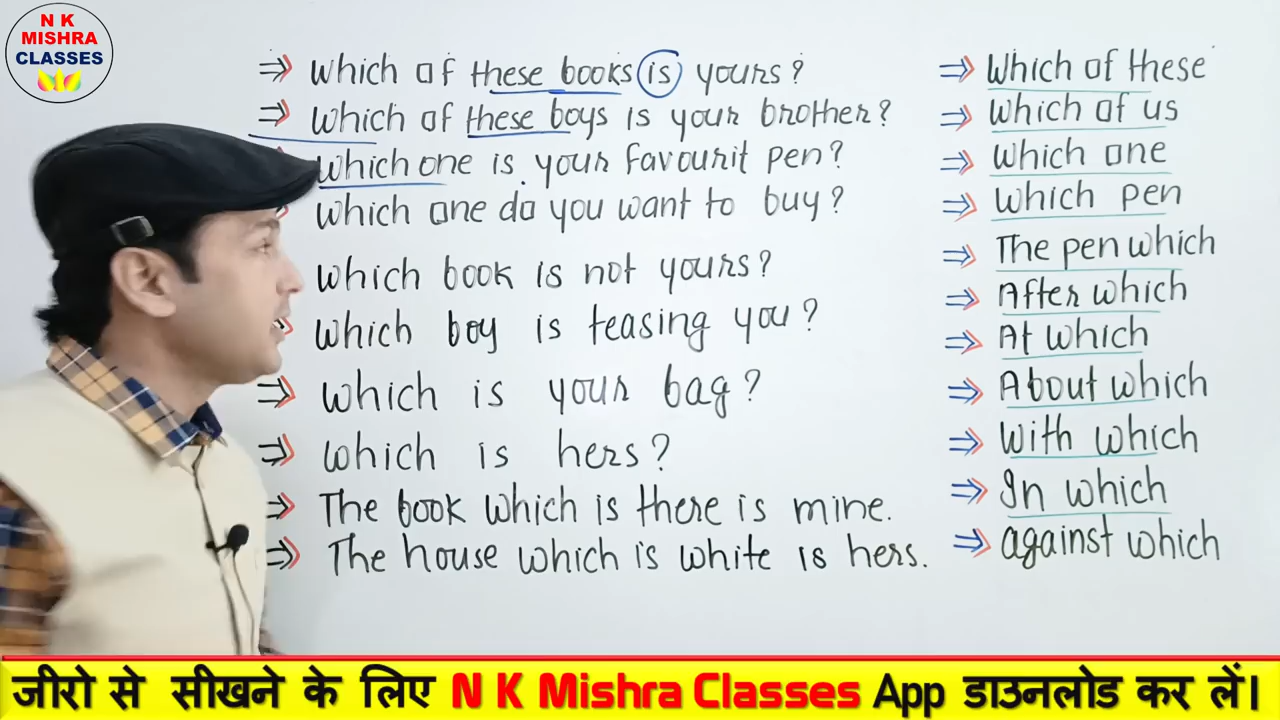 N K
MISHRA
CLASSES
which of these books is yours?
which of these boys is your brother?
which one is your favourit pen?
which one do you want to buy?
which book is not yours?
which boy is teasing you?
which is your bag?
which is hers?
The book which is there is mine.
The house which is white is hers.
Which of these
which of us
which one
which pen
The pen which
After which
At which
About which
With which
In which
against which
जीरो से सीखने के लिए N K Mishra Classes App डाउनलोड कर लें।